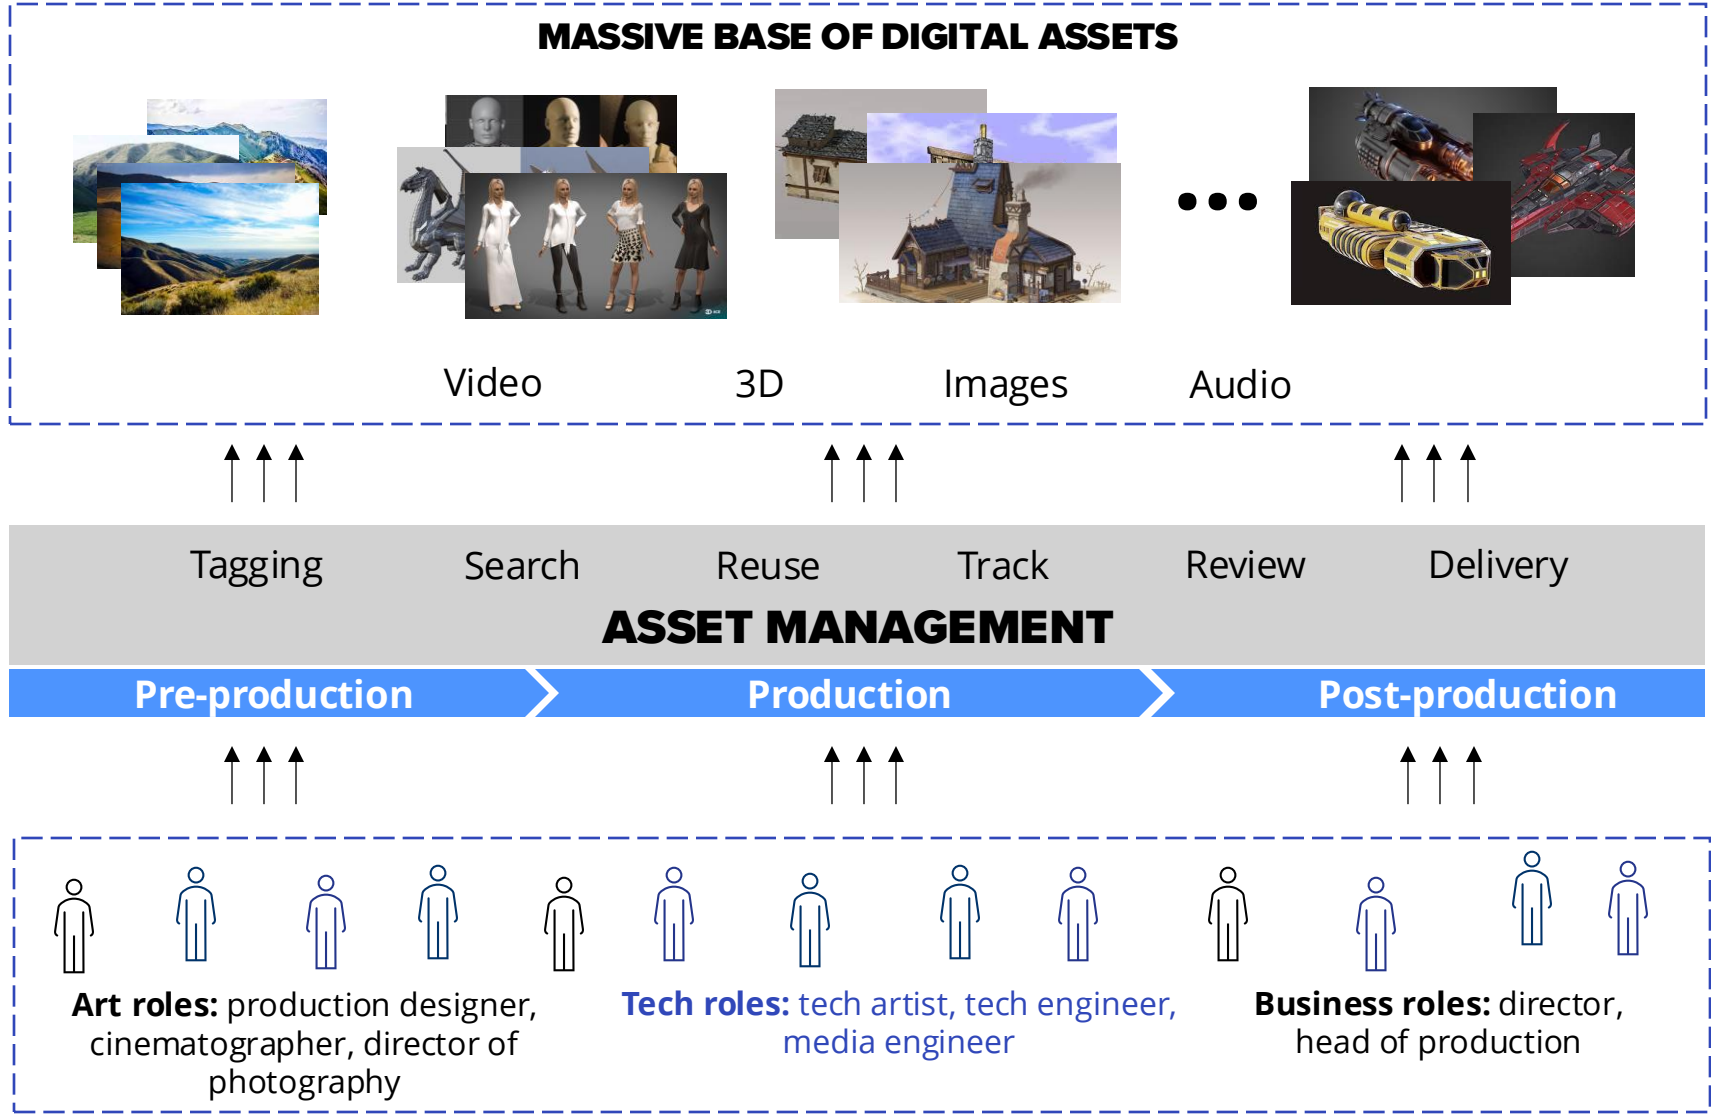 MASSIVE BASE OF DIGITAL ASSETS
Video 3D Images Audio
Tagging Search Reuse Track Review Delivery
ASSET MANAGEMENT
Pre-production Production Post-production
Art roles: production designer,
cinematographer, director of
photography
Tech roles: tech artist, tech engineer,
media engineer
Business roles: director,
head of production